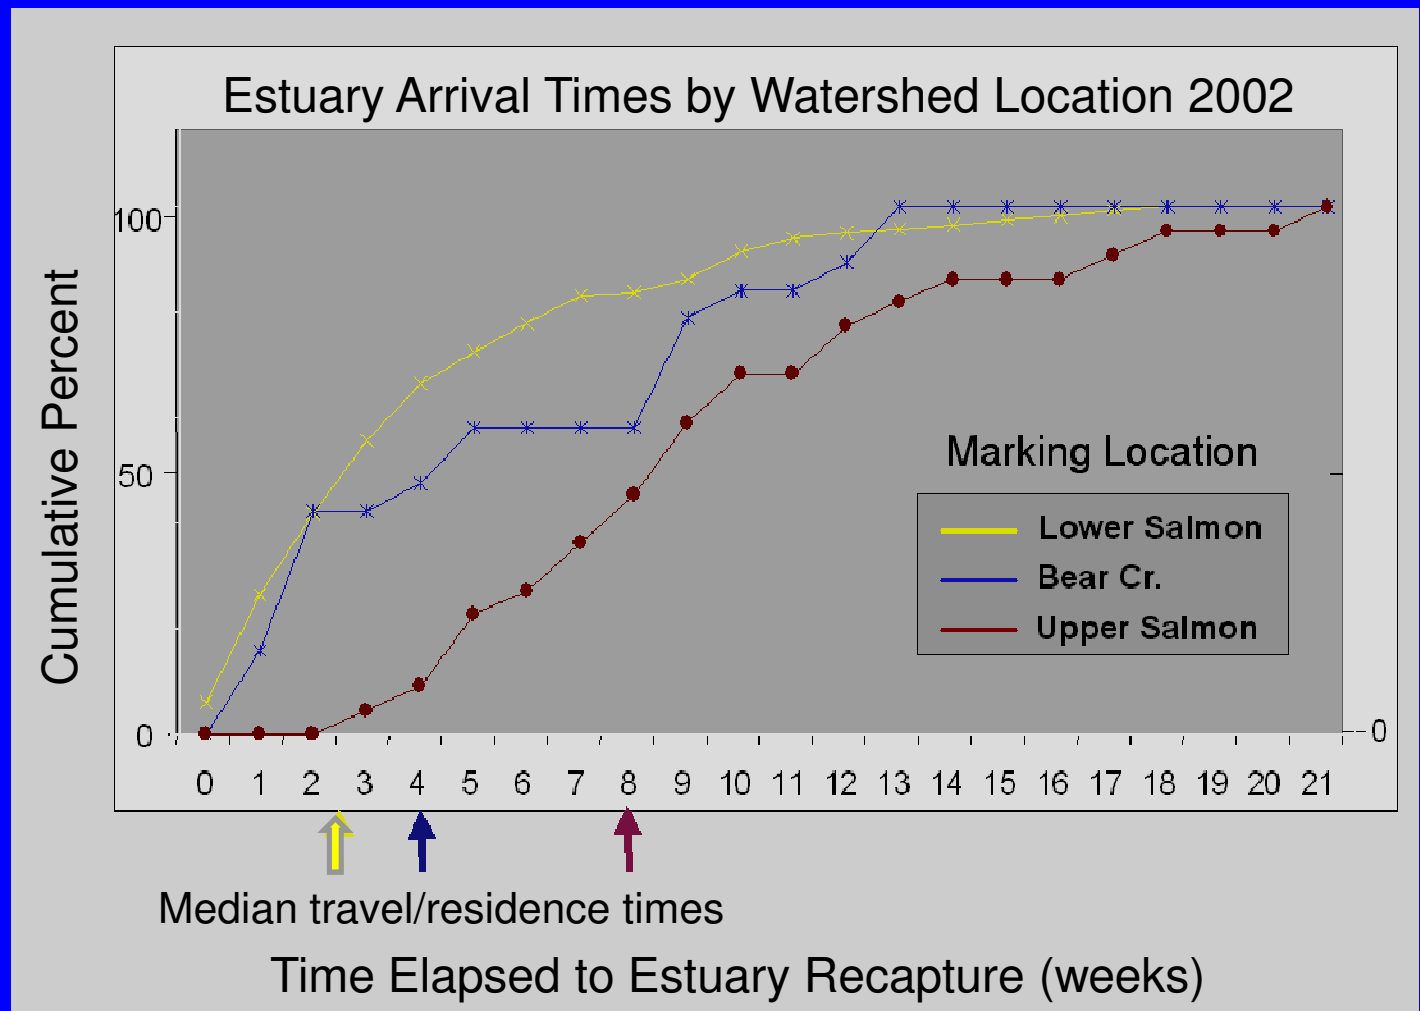 Estuary Arrival Times by Watershed Location 2002
Cumulative Percent
100
50
0
0
Marking Location
Lower Salmon
Bear Cr.
Upper Salmon
0 1 2 3 4 5 6 7 8 9 10 11 12 13 14 15 16 17 18 19 20 21
Median travel/residence times
Time Elapsed to Estuary Recapture (weeks)